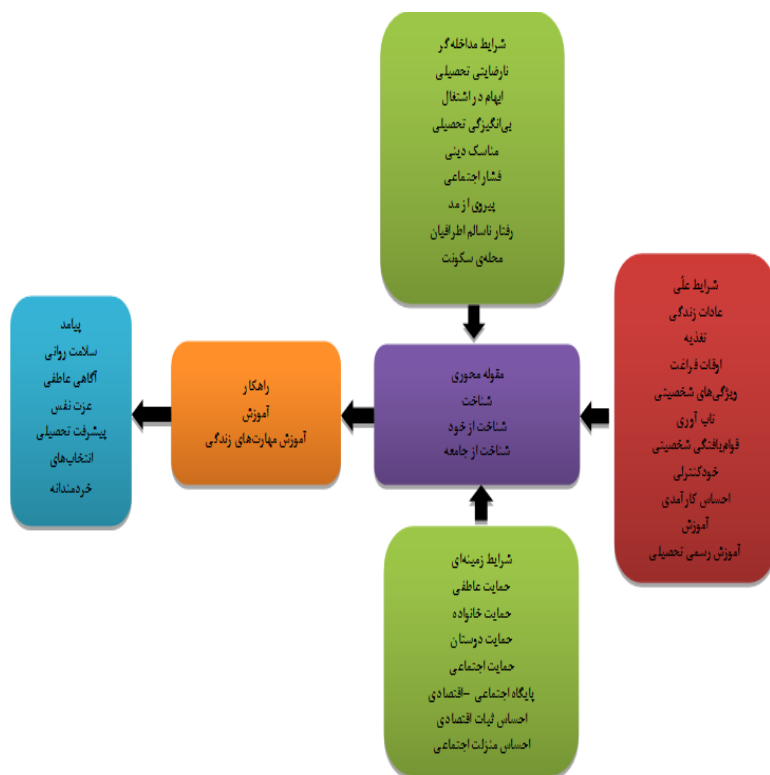 شرایط مداخله‌گر
نارضایتی تحصیلی
ابهام در اشتغال
بی‌انگیزگی تحصیلی
مناسک دینی
فشار اجتماعی
پیروی از مد
رفتار ناسالم اطرافیان
محله‌ی سکونت
شرایط علّی
عادات زندگی
تغذیه
اوقات فراغت
ویژگی‌های شخصیتی
تاب آوری
قوام‌یافتگی شخصیتی
خودکنترلی
احساس کارآمدی
آموزش
آموزش رسمی تحصیلی
مقوله محوری
شناخت
شناخت از خود
شناخت از جامعه
راهکار
آموزش
آموزش مهارت‌های زندگی
پیامد
سلامت روانی
آگاهی عاطفی
عزت نفس
پیشرفت تحصیلی
انتخاب‌های
خردمندانه
شرایط زمینه‌ای
حمایت عاطفی
حمایت خانواده
حمایت دوستان
حمایت اجتماعی
پایگاه اجتماعی –اقتصادی
احساس ثبات اقتصادی
احساس منزلت اجتماعی